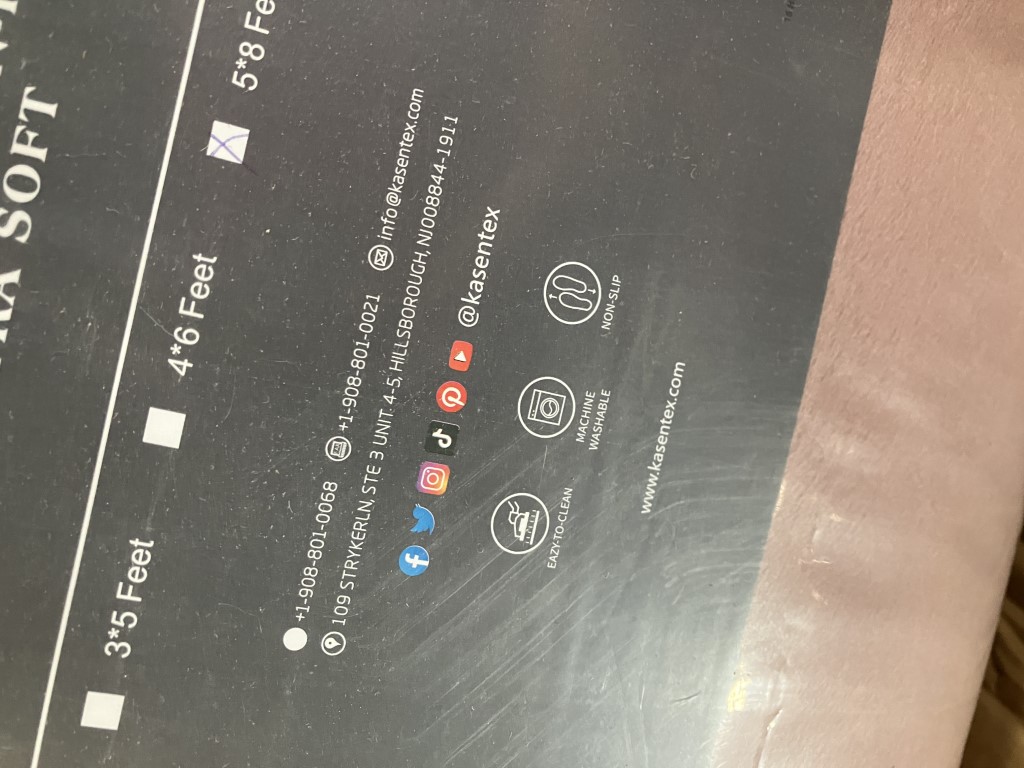 SOFT
3*5 Feet
4*6 Feet
5*8
+1-908-801-0068 +1-908-801-0021 info@kasentex.com
109 STRYKERLN, STE 3 UNIT 4-5, HILLSBOROUGH, NJ008844-1911
@kasentex
EAZY-TO-CLEAN
MACHINE
WASHABLE
NON-SLIP
www.kasentex.com